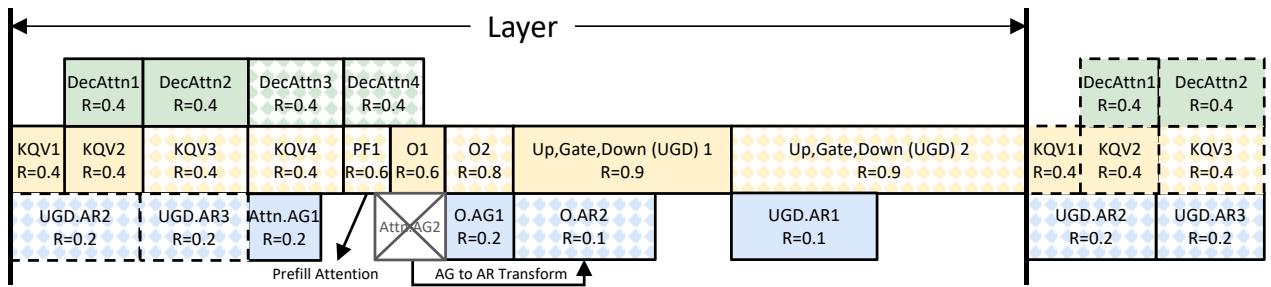 Layer
DecAttn1
R=0.4
DecAttn2
R=0.4
DecAttn3
R=0.4
DecAttn4
R=0.4
DecAttn1
R=0.4
DecAttn2
R=0.4
KQV1
R=0.4
KQV2
R=0.4
KQV3
R=0.4
KQV4
R=0.4
PF1
R=0.6
O1
R=0.6
O2
R=0.8
Up,Gate,Down (UGD) 1
R=0.9
Up,Gate,Down (UGD) 2
R=0.9
KQV1
R=0.4
KQV2
R=0.4
KQV3
R=0.4
UGD.AR2
R=0.2
UGD.AR3
R=0.2
Attn.AG1
R=0.2
Attn.AG2
O.AG1
R=0.2
O.AR2
R=0.1
UGD.AR1
R=0.1
UGD.AR2
R=0.2
UGD.AR3
R=0.2
Prefill Attention
AG to AR Transform